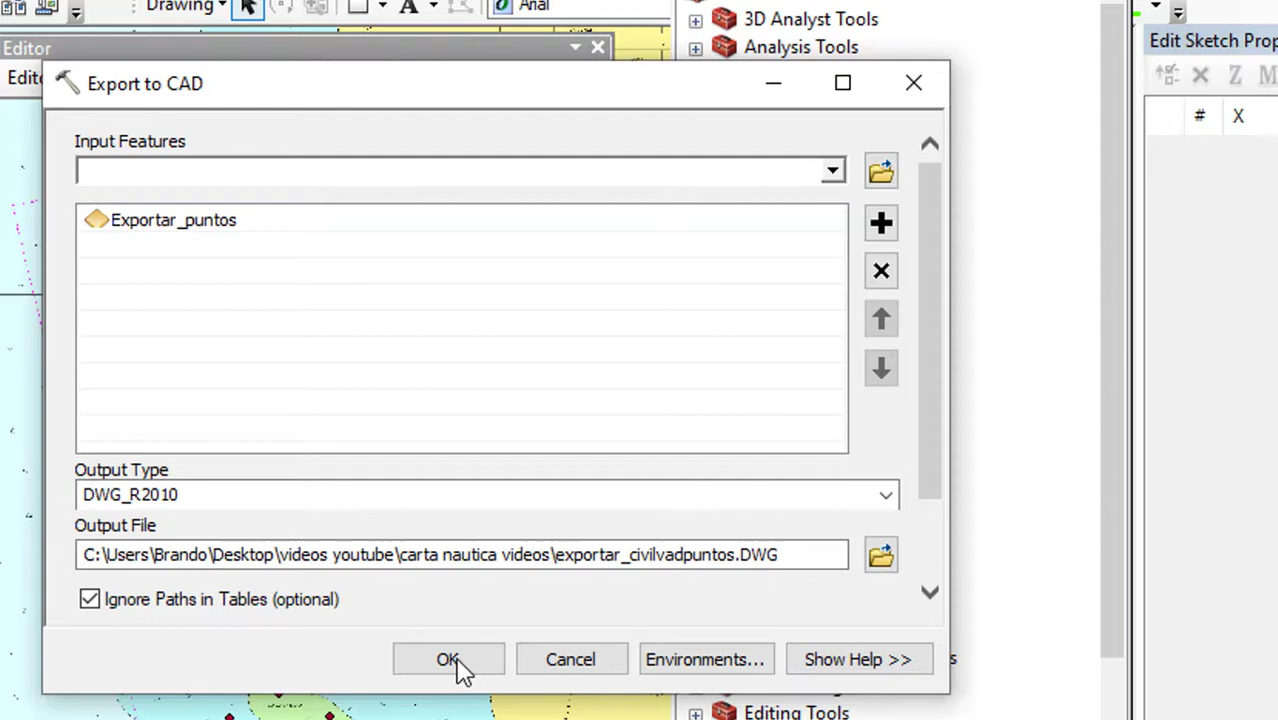 Drawing
A
Arial
3D Analyst Tools
Analysis Tools
Editor
Edit Sketch Prop
Export to CAD
Z
M
#
X
Input Features
Exportar_puntos
Output Type
DWG_R2010
Output File
C:\Users\Brando\Desktop\videos youtube\carta nautica videos\exportar_civilvadpuntos.DWG
Ignore Paths in Tables (optional)
OK
Cancel
Environments...
Show Help >>
Editing Tools